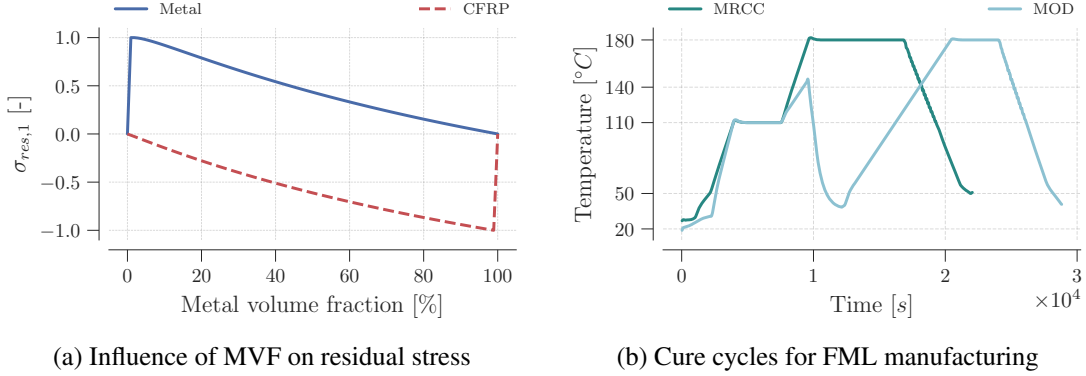 Metal CFRP
1.0
0.5
0.0
−0.5
−1.0
σres,1 [-]
0 20 40 60 80 100
Metal volume fraction [%]
(a) Influence of MVF on residual stress
MRCC MOD
180
140
110
50
20
Temperature [°C]
0 1 2 3
×10⁴
Time [s]
(b) Cure cycles for FML manufacturing